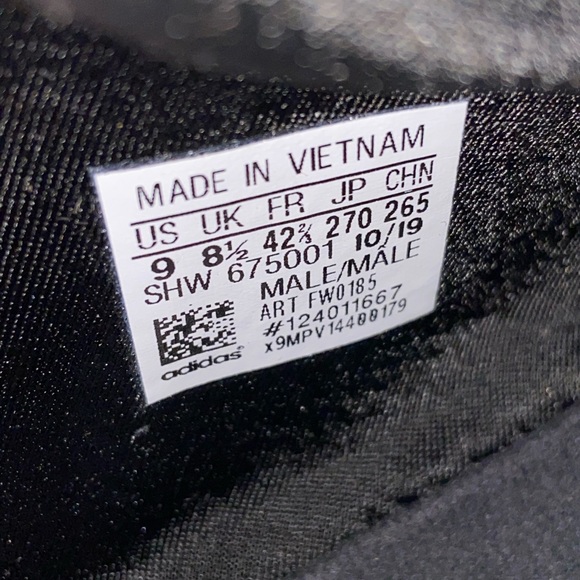 MADE IN VIETNAM
US UK FR JP CHN
9 8½ 42⅔ 270 265
SHW 675001 10/19
MALE/MÂLE
ART FW0185
#124011667
x9MPV14400179
adidas